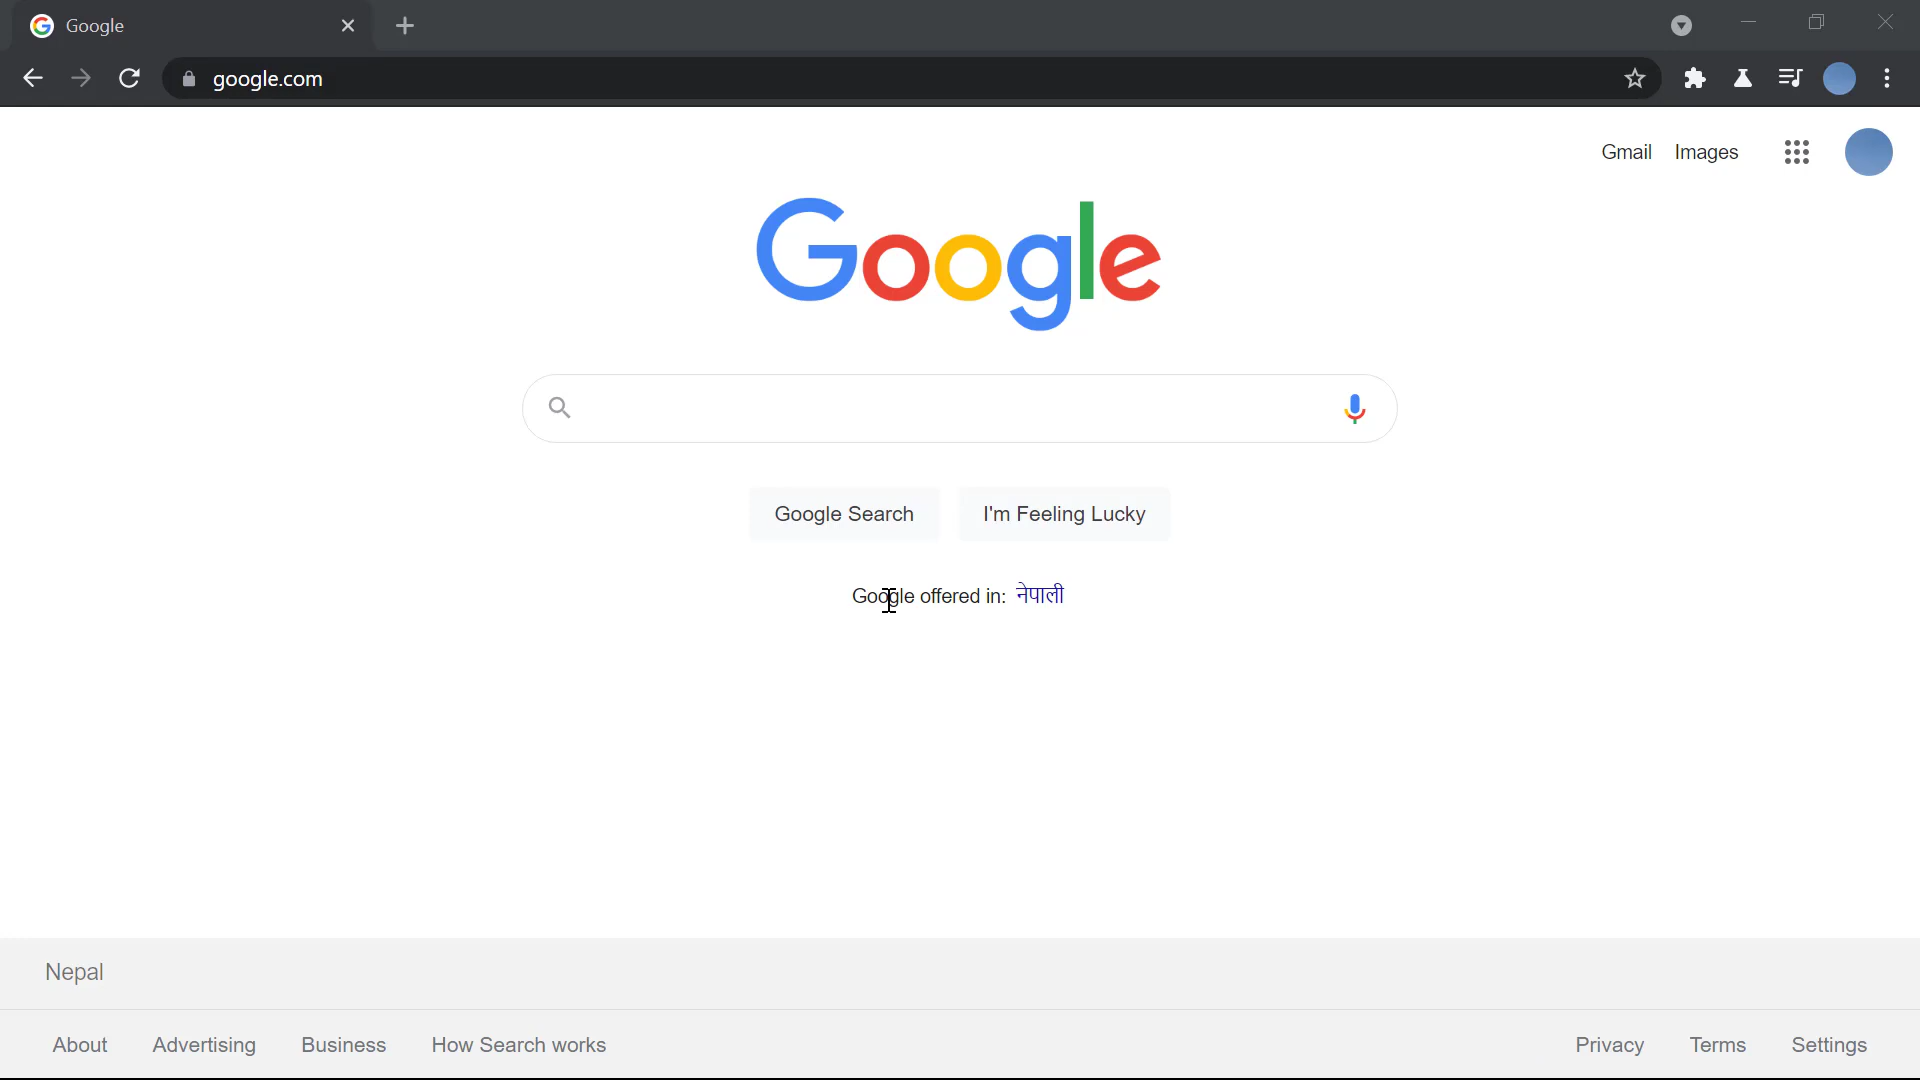 Google
google.com
Gmail Images
Google
Google Search I'm Feeling Lucky
Google offered in: नेपाली
Nepal
About Advertising Business How Search works Privacy Terms Settings